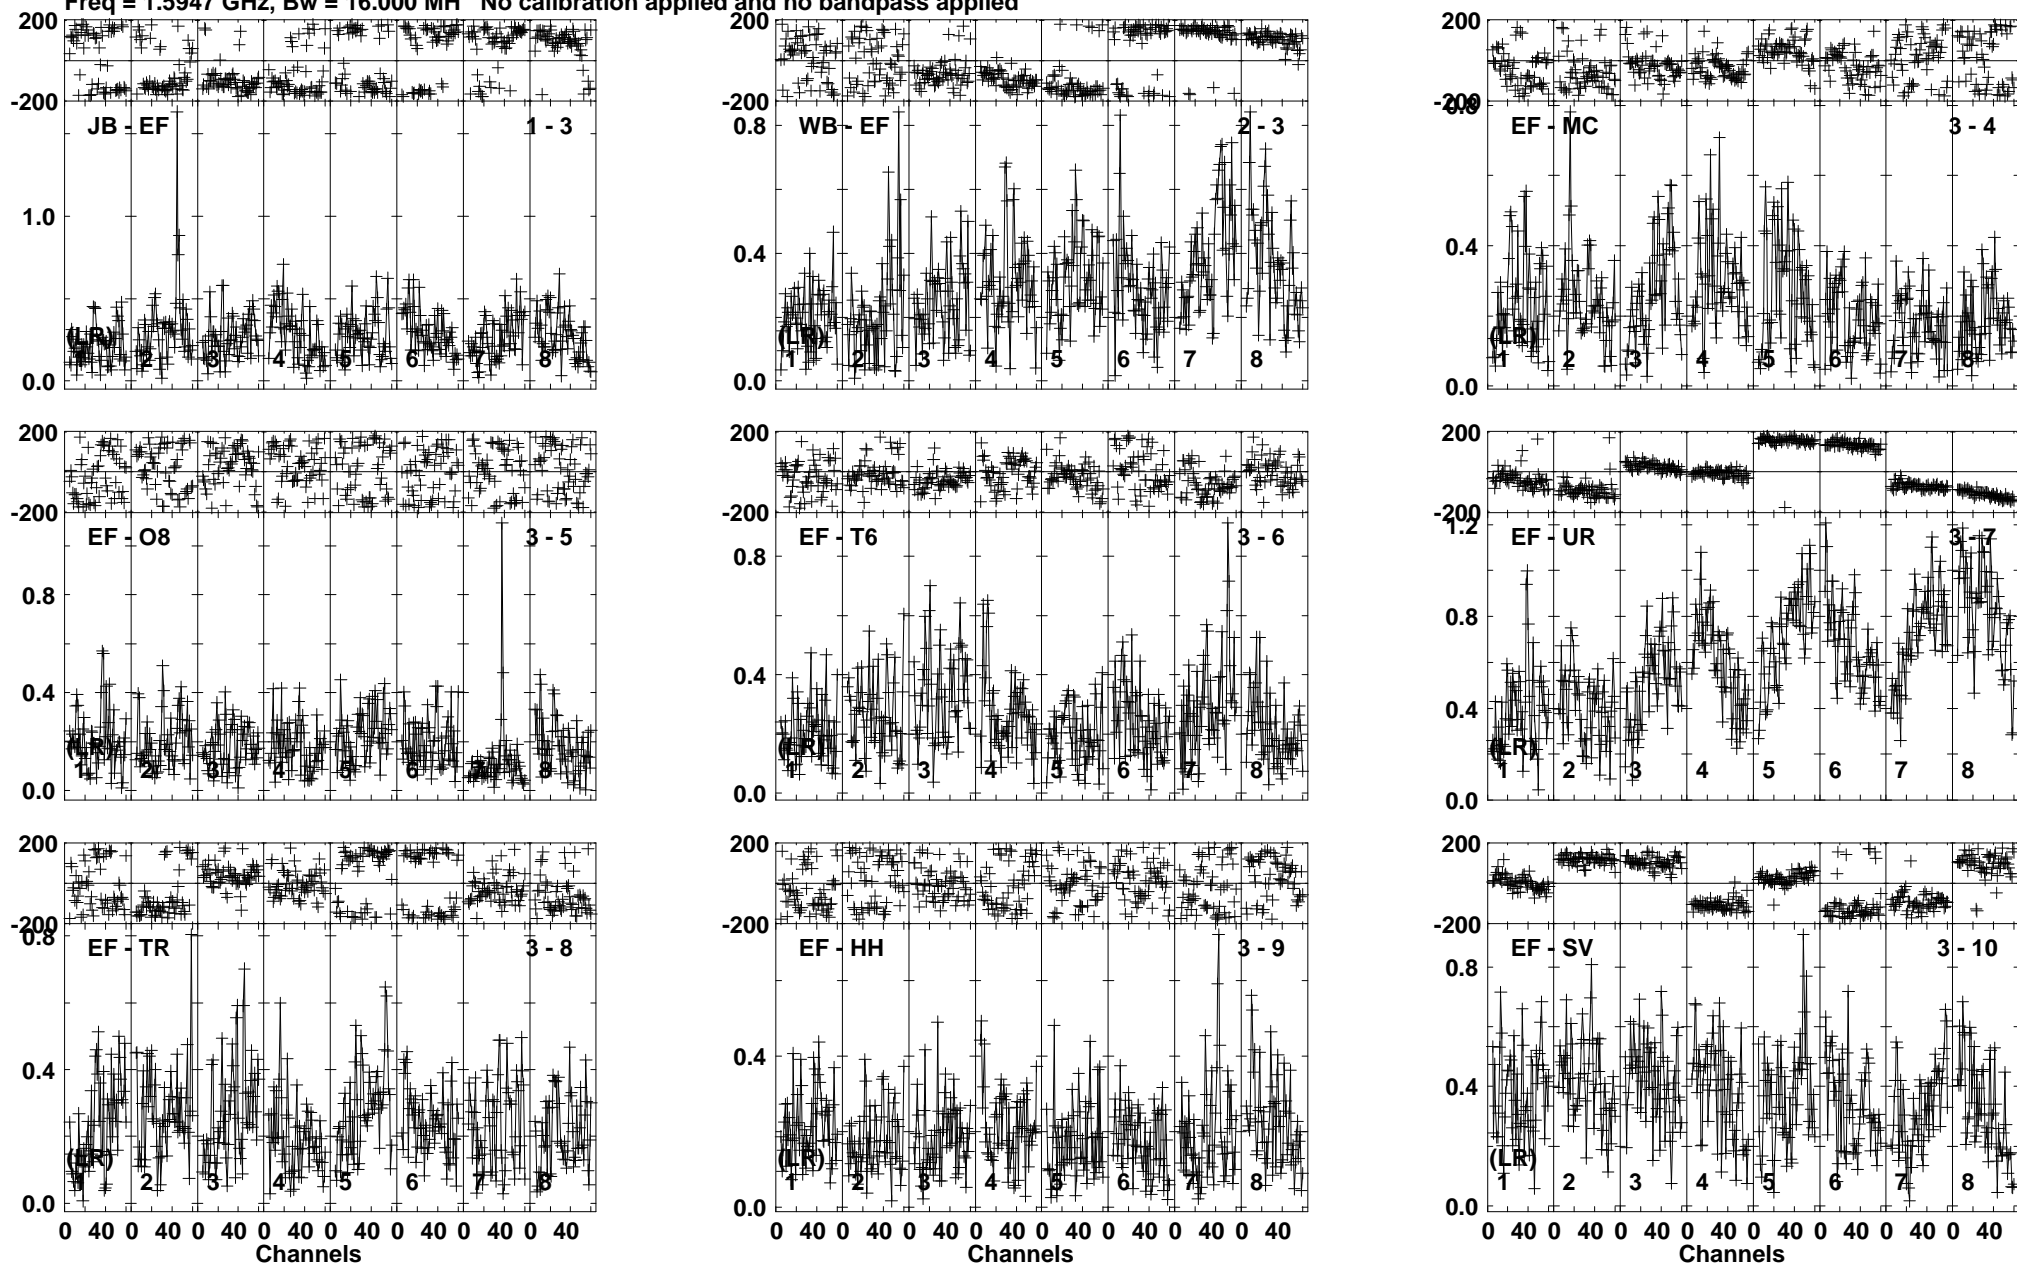 Freq = 1.5947 GHz, Bw = 16.000 MH No calibration applied and no bandpass applied
200 200 200
-200 -200 -200
JB - EF 1 - 3 WB - EF 2 - 3 EF - MC 3 - 4
0.8 0.8
1.0
0.4 0.4
(LR) (LR) (LR)
1 2 3 4 5 6 7 8 1 2 3 4 5 6 7 8 1 2 3 4 5 6 7 8
0.0 0.0 0.0
200 200 200
-200 -200 -200
EF - O8 3 - 5 EF - T6 3 - 6 EF - UR 3 - 7
1.2
0.8 0.8 0.8
0.4 0.4 0.4
(LR) (LR) (LR)
1 2 3 4 5 6 7 8 1 2 3 4 5 6 7 8 1 2 3 4 5 6 7 8
0.0 0.0 0.0
200 200 200
-200 -200 -200
0.8
EF - TR 3 - 8 EF - HH 3 - 9 EF - SV 3 - 10
0.8
0.4 0.4 0.4
(LR) (LR) (LR)
1 2 3 4 5 6 7 8 1 2 3 4 5 6 7 8 1 2 3 4 5 6 7 8
0.0 0.0 0.0
0 40 0 40 0 40 0 40 0 40 0 40 0 40 0 40 0 40 0 40 0 40 0 40 0 40 0 40 0 40 0 40 0 40 0 40 0 40 0 40 0 40 0 40 0 40 0 40
Channels Channels Channels